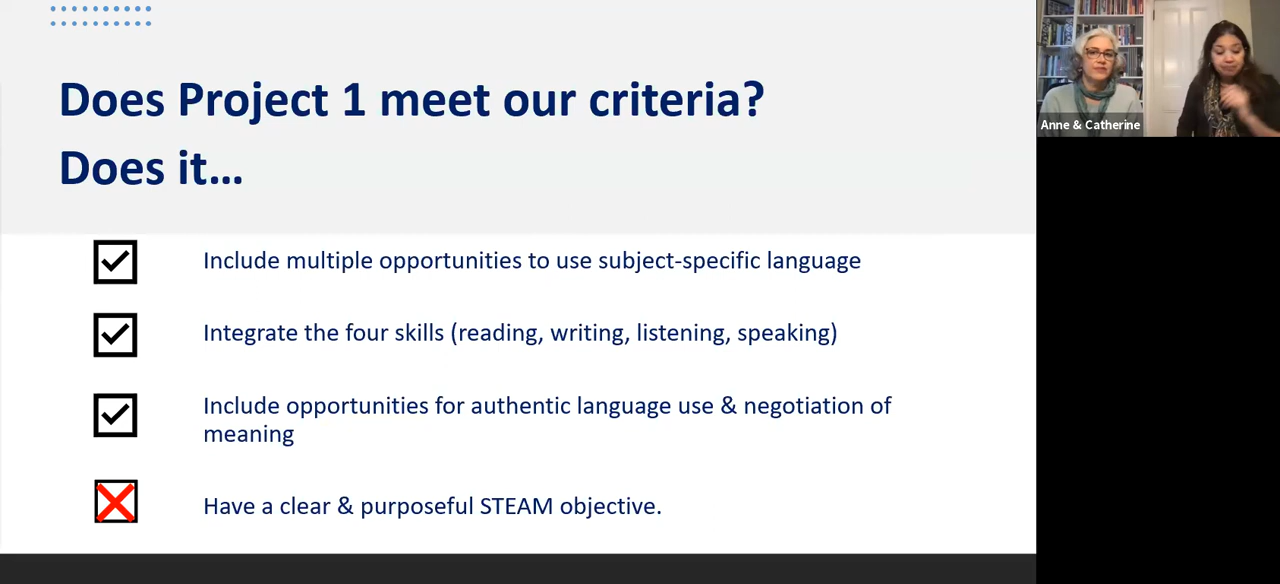 Does Project 1 meet our criteria?
Does it...
Include multiple opportunities to use subject-specific language
Integrate the four skills (reading, writing, listening, speaking)
Include opportunities for authentic language use & negotiation of
meaning
Have a clear & purposeful STEAM objective.
Anne & Catherine